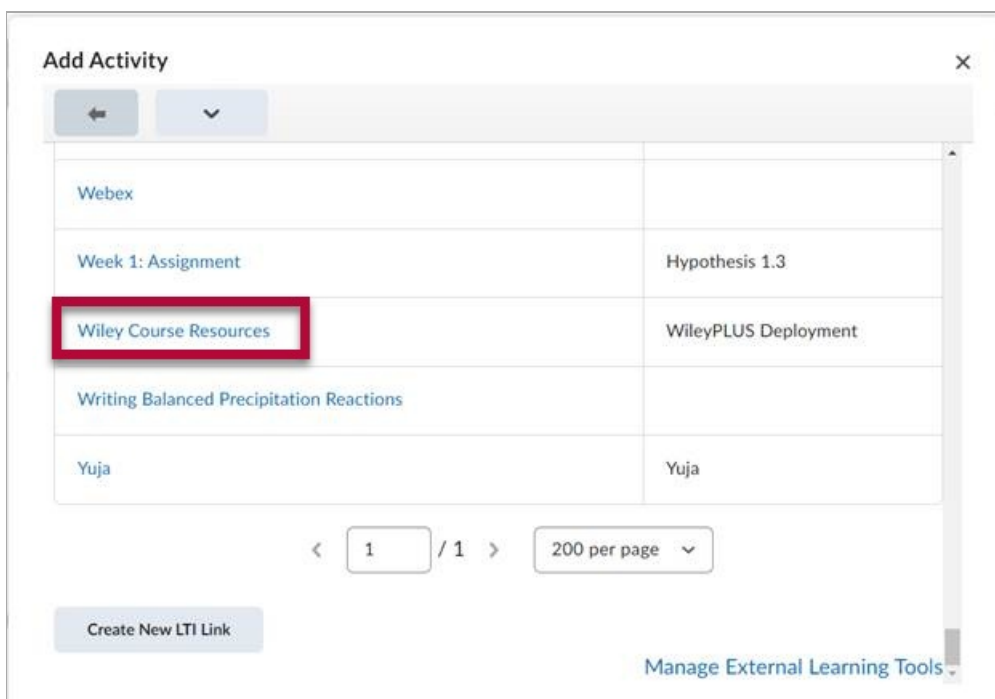 Add Activity
Webex
Week 1: Assignment Hypothesis 1.3
Wiley Course Resources WileyPLUS Deployment
Writing Balanced Precipitation Reactions
Yuja Yuja
1 / 1 200 per page
Create New LTI Link
Manage External Learning Tools